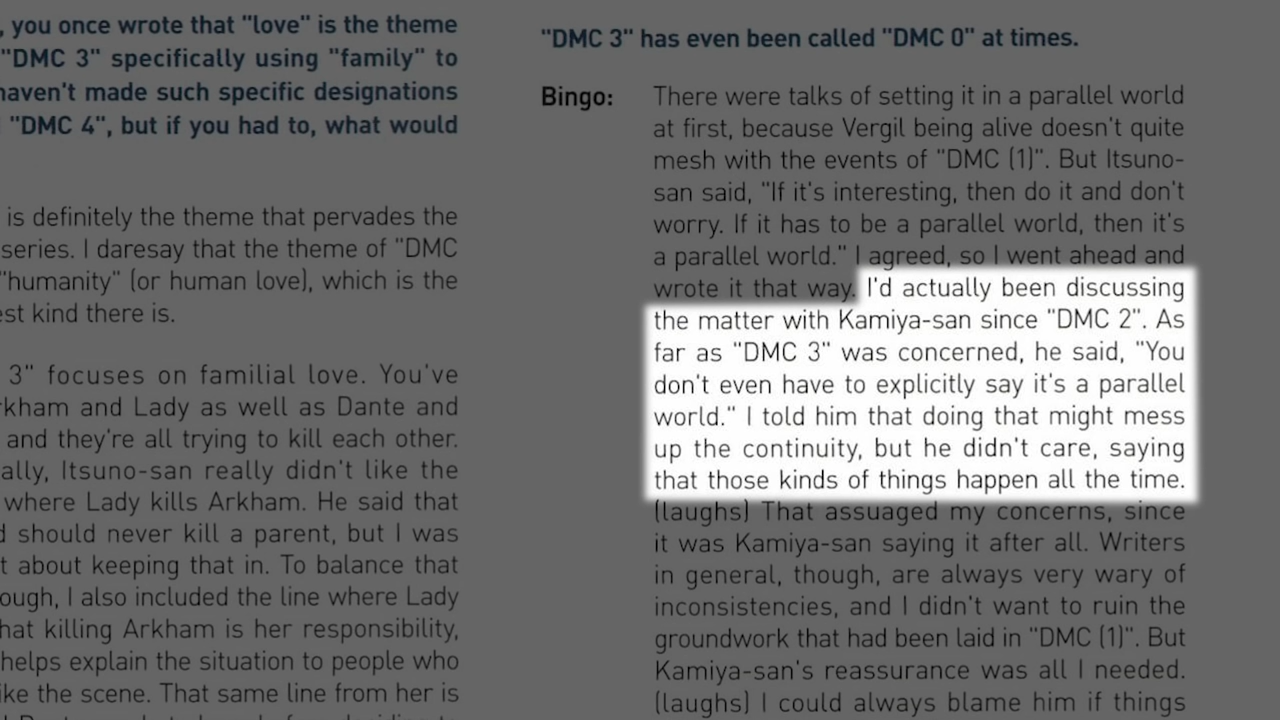 , you once wrote that "love" is the theme
"DMC 3" specifically using "family" to
haven't made such specific designations
"DMC 4", but if you had to, what would
is definitely the theme that pervades the
series. I daresay that the theme of "DMC
"humanity" (or human love), which is the
est kind there is.
3" focuses on familial love. You've
rkham and Lady as well as Dante and
and they're all trying to kill each other.
ally, Itsuno-san really didn't like the
where Lady kills Arkham. He said that
d should never kill a parent, but I was
t about keeping that in. To balance that
ough, I also included the line where Lady
hat killing Arkham is her responsibility,
helps explain the situation to people who
ike the scene. That same line from her is
"DMC 3" has even been called "DMC 0" at times.
Bingo: There were talks of setting it in a parallel world
at first, because Vergil being alive doesn't quite
mesh with the events of "DMC (1)". But Itsuno-
san said, "If it's interesting, then do it and don't
worry. If it has to be a parallel world, then it's
a parallel world." I agreed, so I went ahead and
wrote it that way. I'd actually been discussing
the matter with Kamiya-san since "DMC 2". As
far as "DMC 3" was concerned, he said, "You
don't even have to explicitly say it's a parallel
world." I told him that doing that might mess
up the continuity, but he didn't care, saying
that those kinds of things happen all the time.
(laughs) That assuaged my concerns, since
it was Kamiya-san saying it after all. Writers
in general, though, are always very wary of
inconsistencies, and I didn't want to ruin the
groundwork that had been laid in "DMC (1)". But
Kamiya-san's reassurance was all I needed.
(laughs) I could always blame him if things